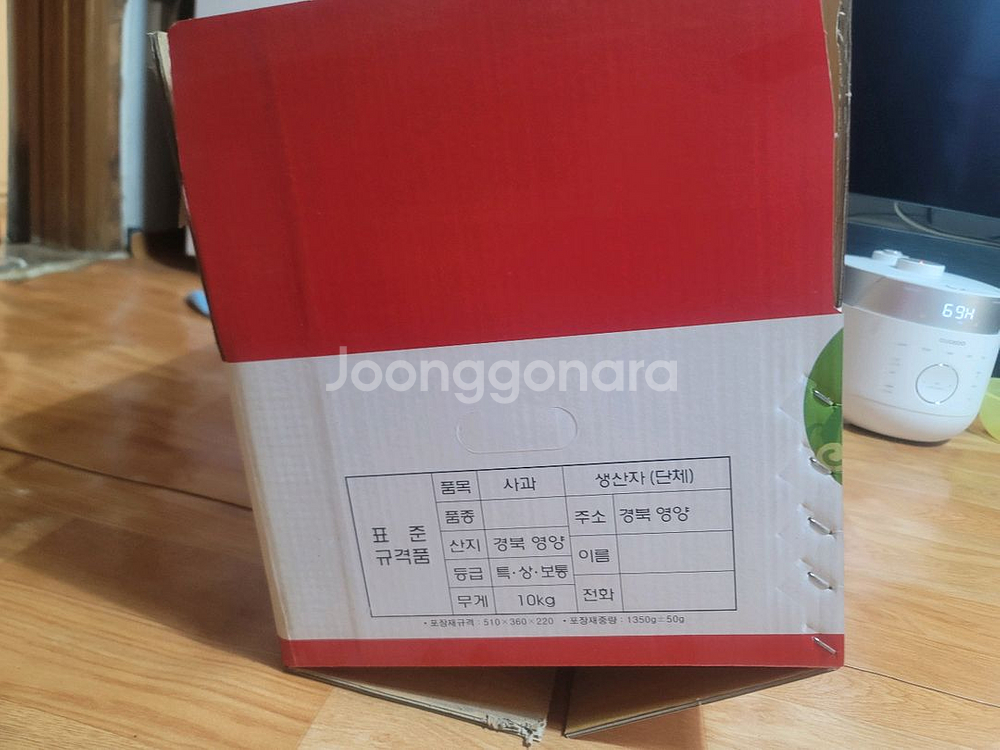 69H
CUCKOO
Joonggonara
표 준
규격품
품목 사과 생산자 (단체)
품종 주소 경북 영양
산지 경북 영양 이름
등급 특·상·보통
무게 10kg 전화
• 포장재규격 : 510×360×220 • 포장재중량 : 1350g±50g